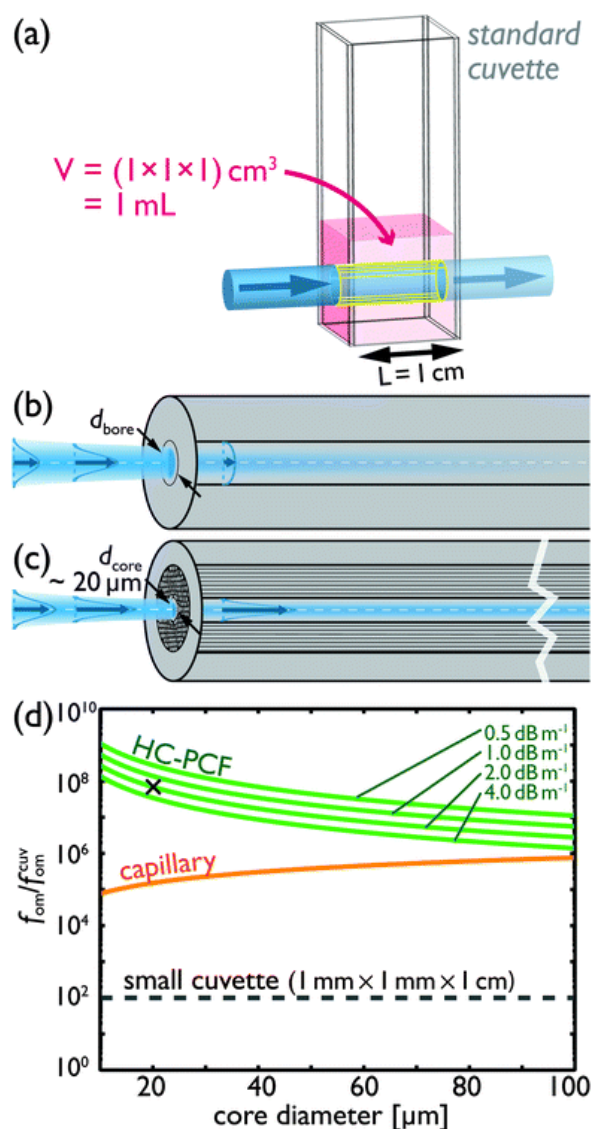 (a)
standard
cuvette
V = (1×1×1) cm³
= 1 mL
L = 1 cm
(b)
d_bore
(c)
d_core
~ 20 μm
(d)
10¹⁰
10⁸
10⁶
10⁴
10²
10⁰
f_om/f_om^cuv
HC-PCF
0.5 dB m⁻¹
1.0 dB m⁻¹
2.0 dB m⁻¹
4.0 dB m⁻¹
capillary
small cuvette (1 mm × 1 mm × 1 cm)
20 40 60 80 100
core diameter [μm]